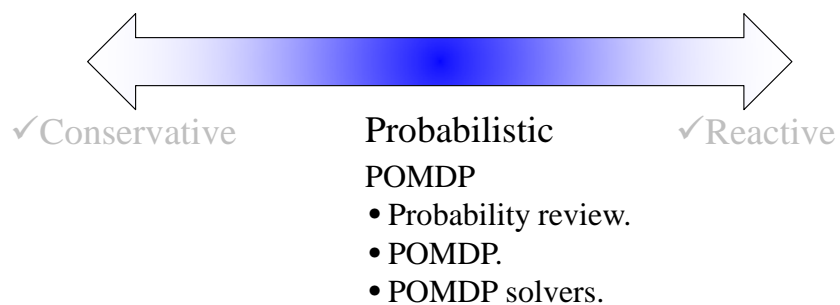 ✓Conservative Probabilistic ✓Reactive
POMDP
• Probability review.
• POMDP.
• POMDP solvers.